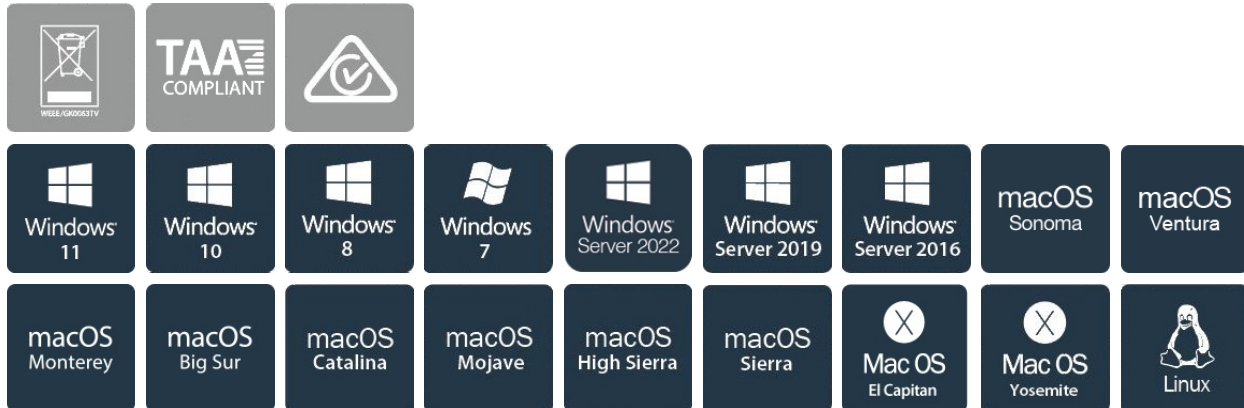 WEEE/GK0063TV
TAA
COMPLIANT
Windows
11
Windows
10
Windows
8
Windows
7
Windows
Server 2022
Windows
Server 2019
Windows
Server 2016
macOS
Sonoma
macOS
Ventura
macOS
Monterey
macOS
Big Sur
macOS
Catalina
macOS
Mojave
macOS
High Sierra
macOS
Sierra
X
Mac OS
El Capitan
X
Mac OS
Yosemite
Linux